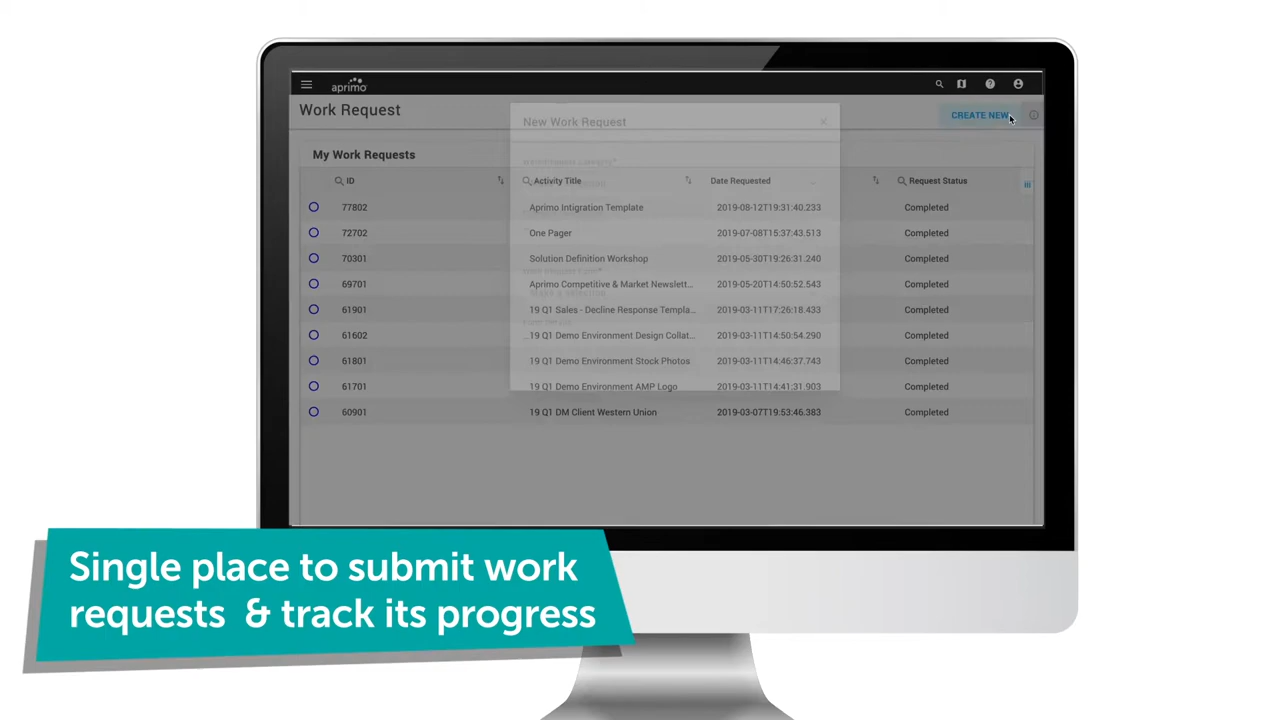 aprimo
Work Request
CREATE NEW
New Work Request
My Work Requests
ID Activity Title Date Requested Request Status
77802 Aprimo Intigration Template 2019-08-12T19:31:40.233 Completed
72702 One Pager 2019-07-08T15:37:43.513 Completed
70301 Solution Definition Workshop 2019-05-30T19:26:31.240 Completed
69701 Aprimo Competitive & Market Newslett... 2019-05-20T14:50:52.543 Completed
61901 19 Q1 Sales - Decline Response Templa... 2019-03-11T17:26:18.433 Completed
61602 19 Q1 Demo Environment Design Collat... 2019-03-11T14:50:54.290 Completed
61801 19 Q1 Demo Environment Stock Photos 2019-03-11T14:46:37.743 Completed
61701 19 Q1 Demo Environment AMP Logo 2019-03-11T14:41:31.903 Completed
60901 19 Q1 DM Client Western Union 2019-03-07T19:53:46.383 Completed
Single place to submit work
requests & track its progress